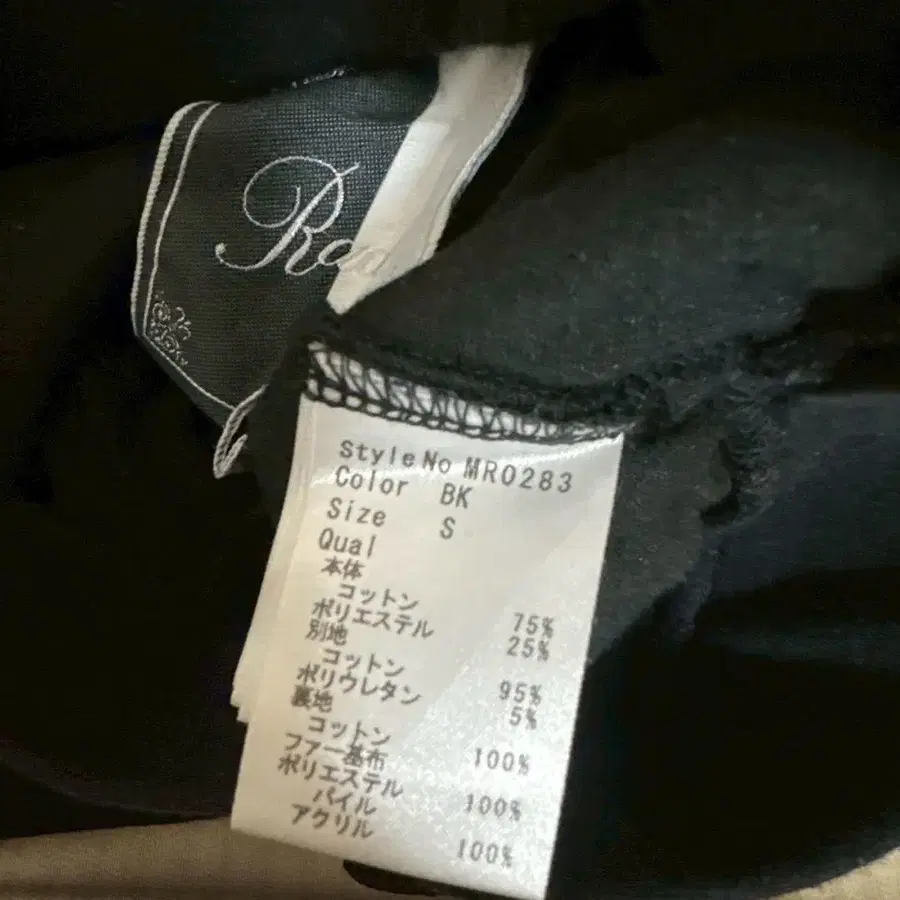 Style No MR0283
Color BK
Size S
Qual
本体
コットン 75%
ポリエステル 25%
別地
コットン 95%
ポリウレタン 5%
裏地
コットン 100%
ファー基布
ポリエステル 100%
パイル
アクリル 100%